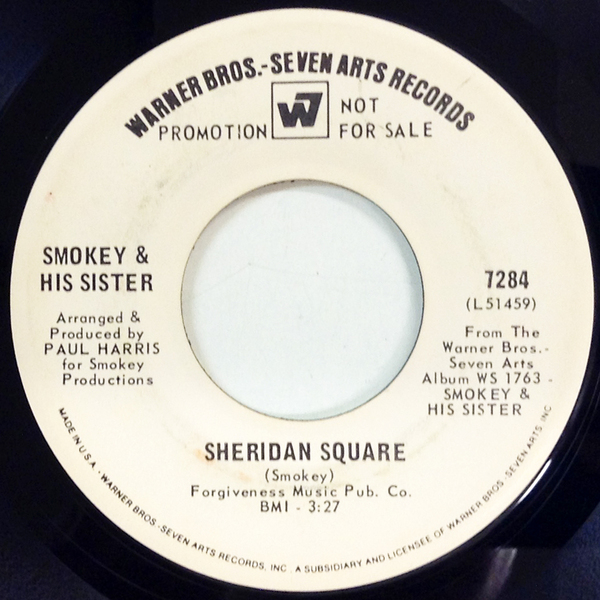 WARNER BROS.-SEVEN ARTS RECORDS
PROMOTION W7 NOT
FOR SALE
SMOKEY &
HIS SISTER
Arranged &
Produced by
PAUL HARRIS
for Smokey
Productions
7284
(L51459)
From The
Warner Bros.-
Seven Arts
Album WS 1763 -
SMOKEY &
HIS SISTER
SHERIDAN SQUARE
(Smokey)
Forgiveness Music Pub. Co.
BMI - 3:27
MADE IN U.S.A. - WARNER BROS.-SEVEN ARTS RECORDS, INC. A SUBSIDIARY AND LICENSEE OF WARNER BROS.-SEVEN ARTS, INC.